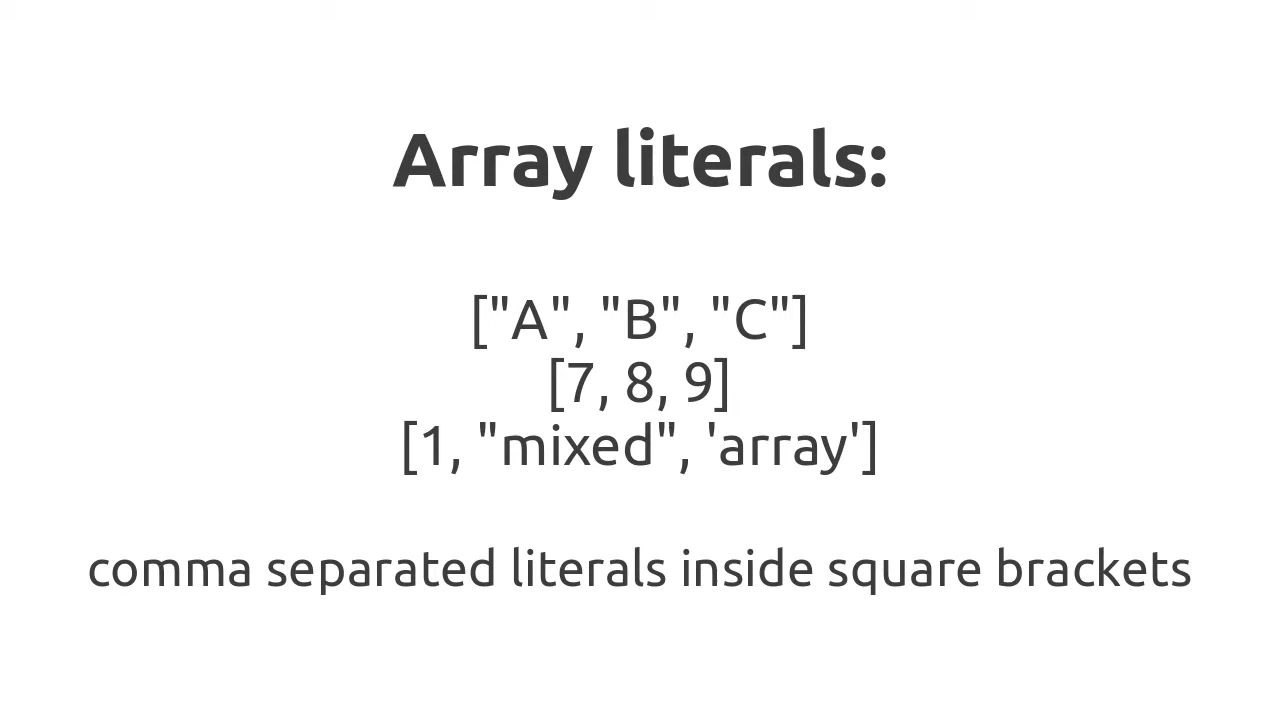 Array literals:
["A", "B", "C"]
[7, 8, 9]
[1, "mixed", 'array']
comma separated literals inside square brackets